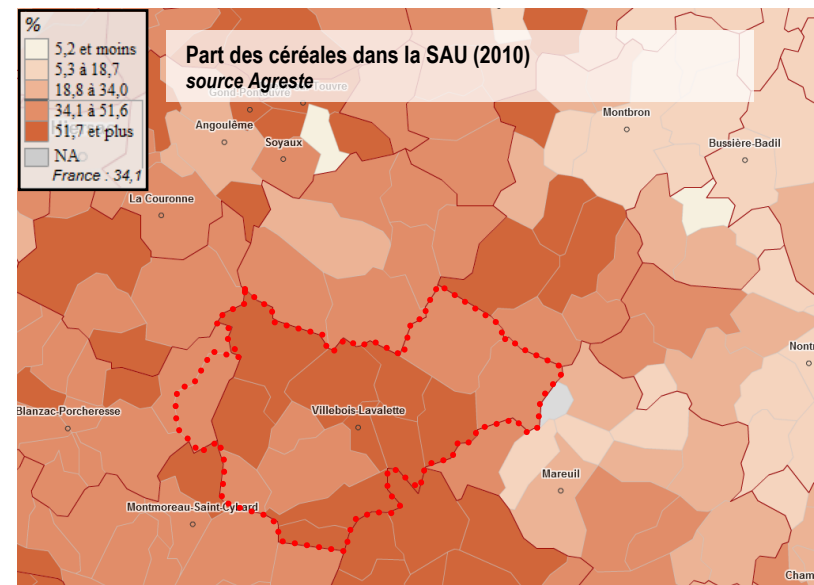 %
5,2 et moins
5,3 à 18,7
18,8 à 34,0
34,1 à 51,6
51,7 et plus
NA
France : 34,1
Part des céréales dans la SAU (2010)
source Agreste
Montbron
Angoulême
Soyaux
Bussière-Badil
La Couronne
Nontr
Blanzac-Porcheresse
Villebois-Lavalette
Mareuil
Montmoreau-Saint-Cybard
Cham